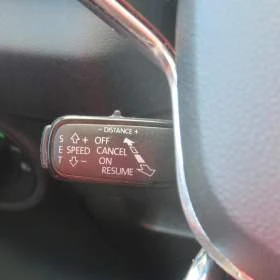 − DISTANCE +
S ⇧+ OFF
E SPEED CANCEL
T ⇩− ON
RESUME